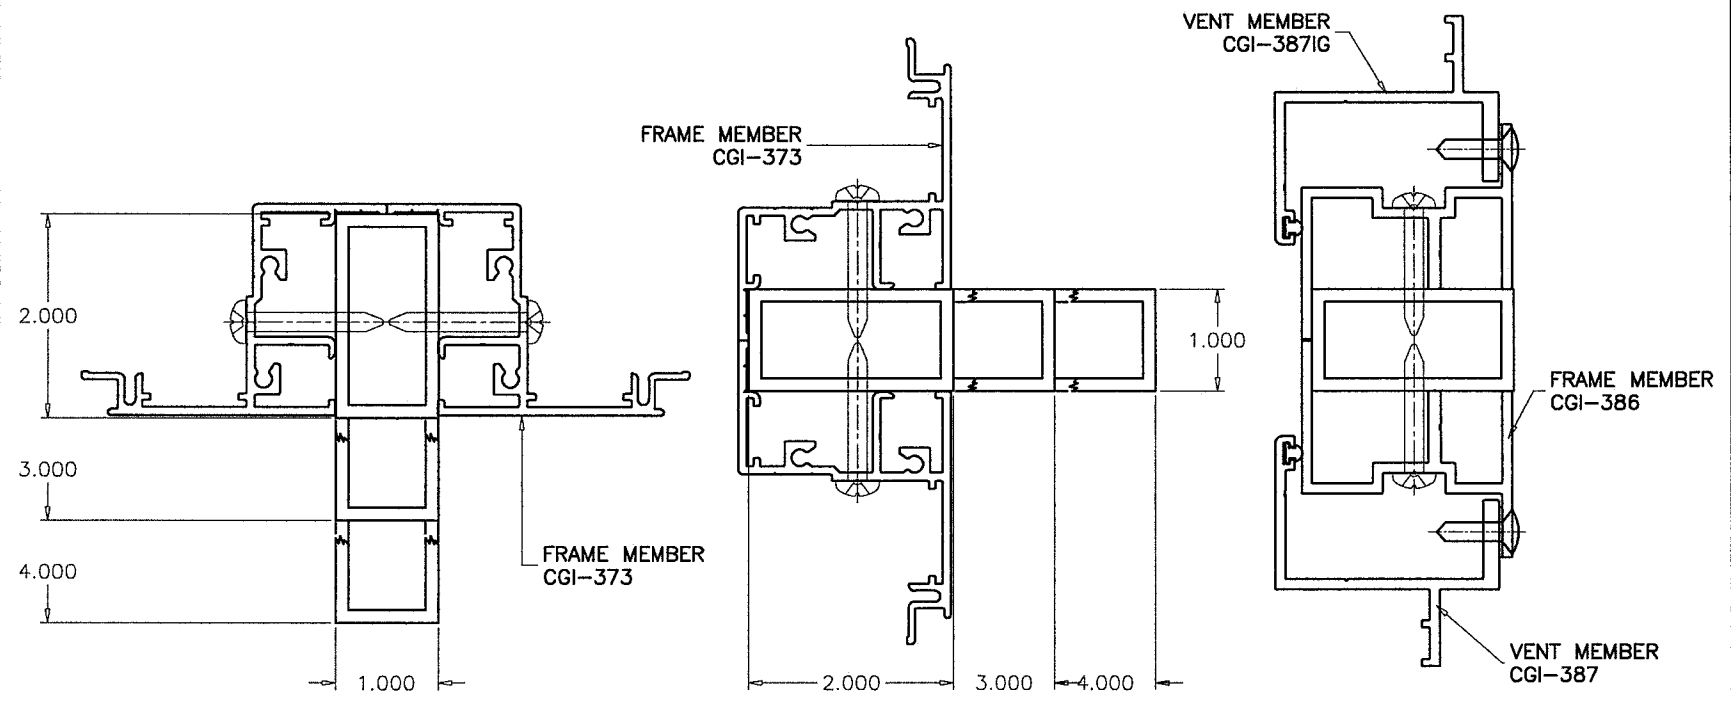 2.000
3.000
4.000
1.000
FRAME MEMBER
CGI-373
FRAME MEMBER
CGI-373
1.000
2.000
3.000
4.000
VENT MEMBER
CGI-387IG
FRAME MEMBER
CGI-386
VENT MEMBER
CGI-387